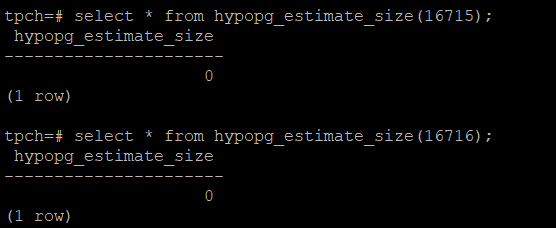 tpch=# select * from hypopg_estimate_size(16715);
 hypopg_estimate_size
----------------------
                    0
(1 row)
tpch=# select * from hypopg_estimate_size(16716);
 hypopg_estimate_size
----------------------
                    0
(1 row)